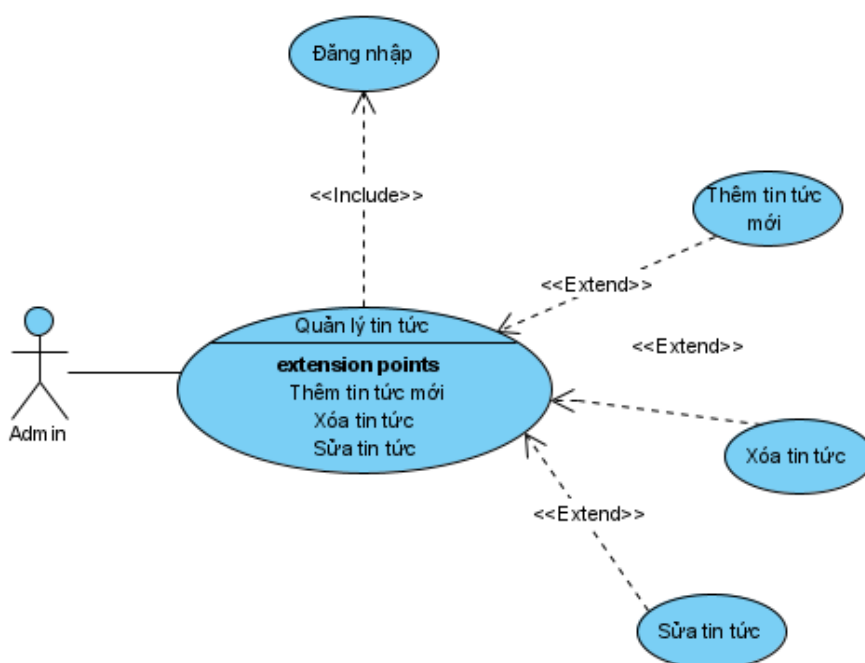 Đăng nhập
<<Include>>
Thêm tin tức
mới
<<Extend>>
Quản lý tin tức
<<Extend>>
extension points
Thêm tin tức mới
Xóa tin tức
Sửa tin tức
Admin
Xóa tin tức
<<Extend>>
Sửa tin tức